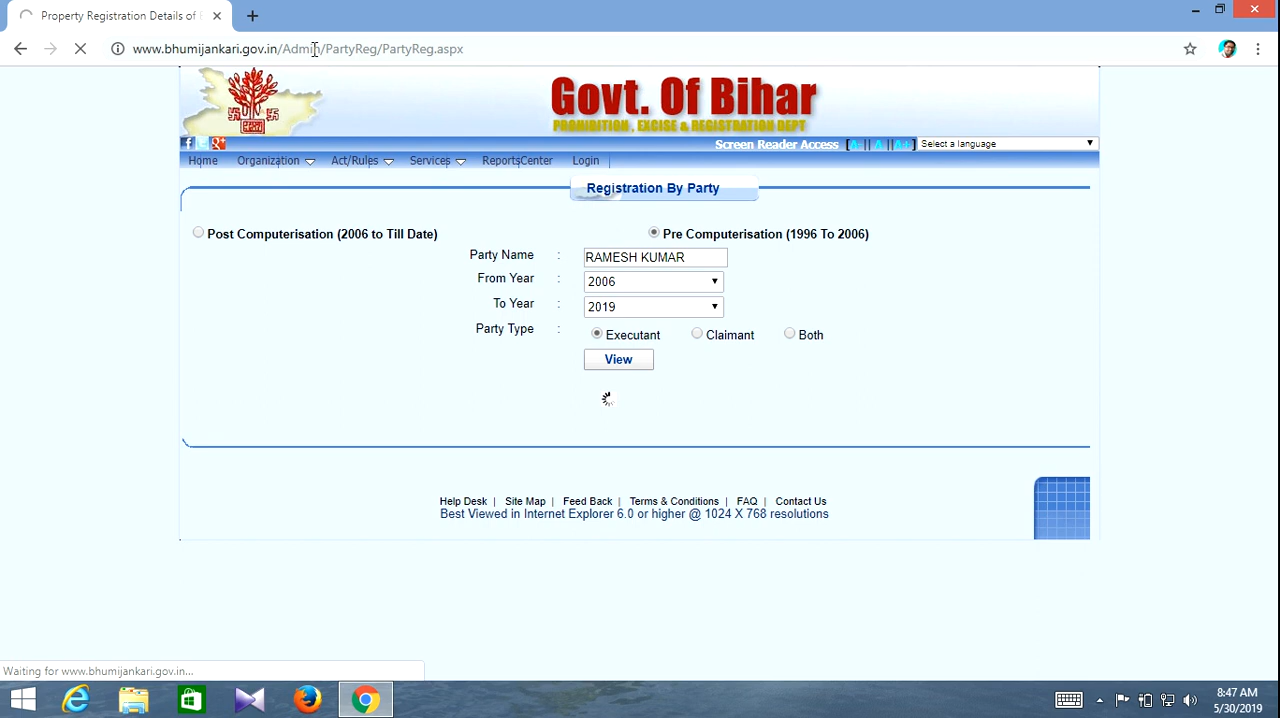 Property Registration Details of
www.bhumijankari.gov.in/Admin/PartyReg/PartyReg.aspx
Govt. Of Bihar
PROHIBITION , EXCISE & REGISTRATION DEPT
Screen Reader Access [A-|| A ||A+] Select a language
Home Organization Act/Rules Services ReportsCenter Login
Registration By Party
Post Computerisation (2006 to Till Date) Pre Computerisation (1996 To 2006)
Party Name : RAMESH KUMAR
From Year : 2006
To Year : 2019
Party Type : Executant Claimant Both
View
Help Desk | Site Map | Feed Back | Terms & Conditions | FAQ | Contact Us
Best Viewed in Internet Explorer 6.0 or higher @ 1024 X 768 resolutions
Waiting for www.bhumijankari.gov.in...
8:47 AM
5/30/2019